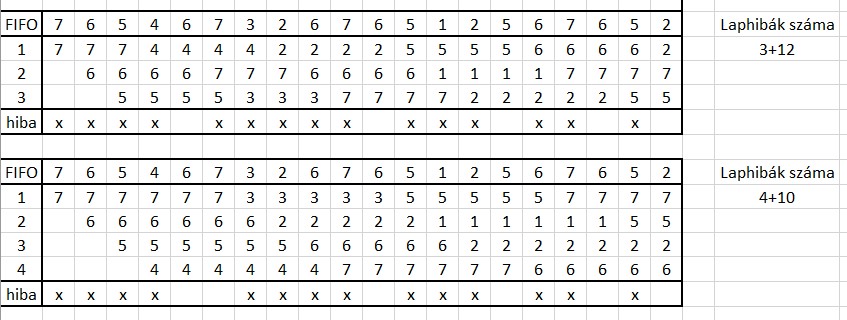 FIFO 7 6 5 4 6 7 3 2 6 7 6 5 1 2 5 6 7 6 5 2 Laphibák száma
1 7 7 7 4 4 4 4 2 2 2 2 5 5 5 5 6 6 6 6 2 3+12
2 6 6 6 6 7 7 7 6 6 6 6 1 1 1 1 7 7 7 7
3 5 5 5 5 3 3 3 7 7 7 7 2 2 2 2 2 5 5
hiba x x x x x x x x x x x x x x x
FIFO 7 6 5 4 6 7 3 2 6 7 6 5 1 2 5 6 7 6 5 2 Laphibák száma
1 7 7 7 7 7 7 3 3 3 3 3 5 5 5 5 5 7 7 7 7 4+10
2 6 6 6 6 6 6 2 2 2 2 2 1 1 1 1 1 1 5 5
3 5 5 5 5 5 5 6 6 6 6 6 2 2 2 2 2 2 2
4 4 4 4 4 4 4 7 7 7 7 7 7 6 6 6 6 6
hiba x x x x x x x x x x x x x x